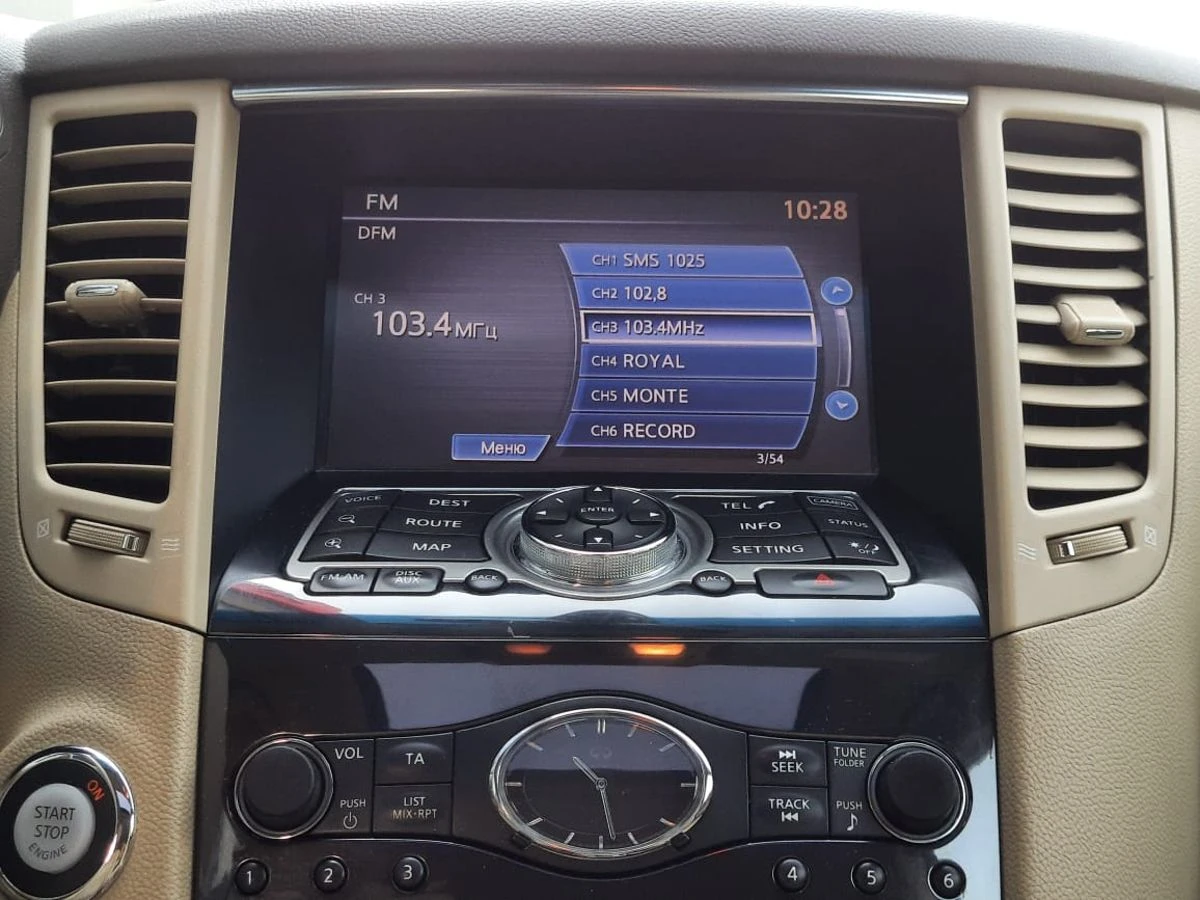 FM
10:28
DFM
CH 3
103.4 МГц
CH1 SMS 1025
CH2 102,8
CH3 103.4MHz
CH4 ROYAL
CH5 MONTE
CH6 RECORD
Меню
3/54
VOICE
DEST
ROUTE
MAP
ENTER
TEL
CAMERA
INFO
STATUS
SETTING
OFF
FM·AM
DISC·AUX
BACK
BACK
VOL
TA
PUSH
LIST
MIX·RPT
SEEK
TUNE
FOLDER
TRACK
PUSH
START
STOP
ENGINE
ON
1
2
3
4
5
6